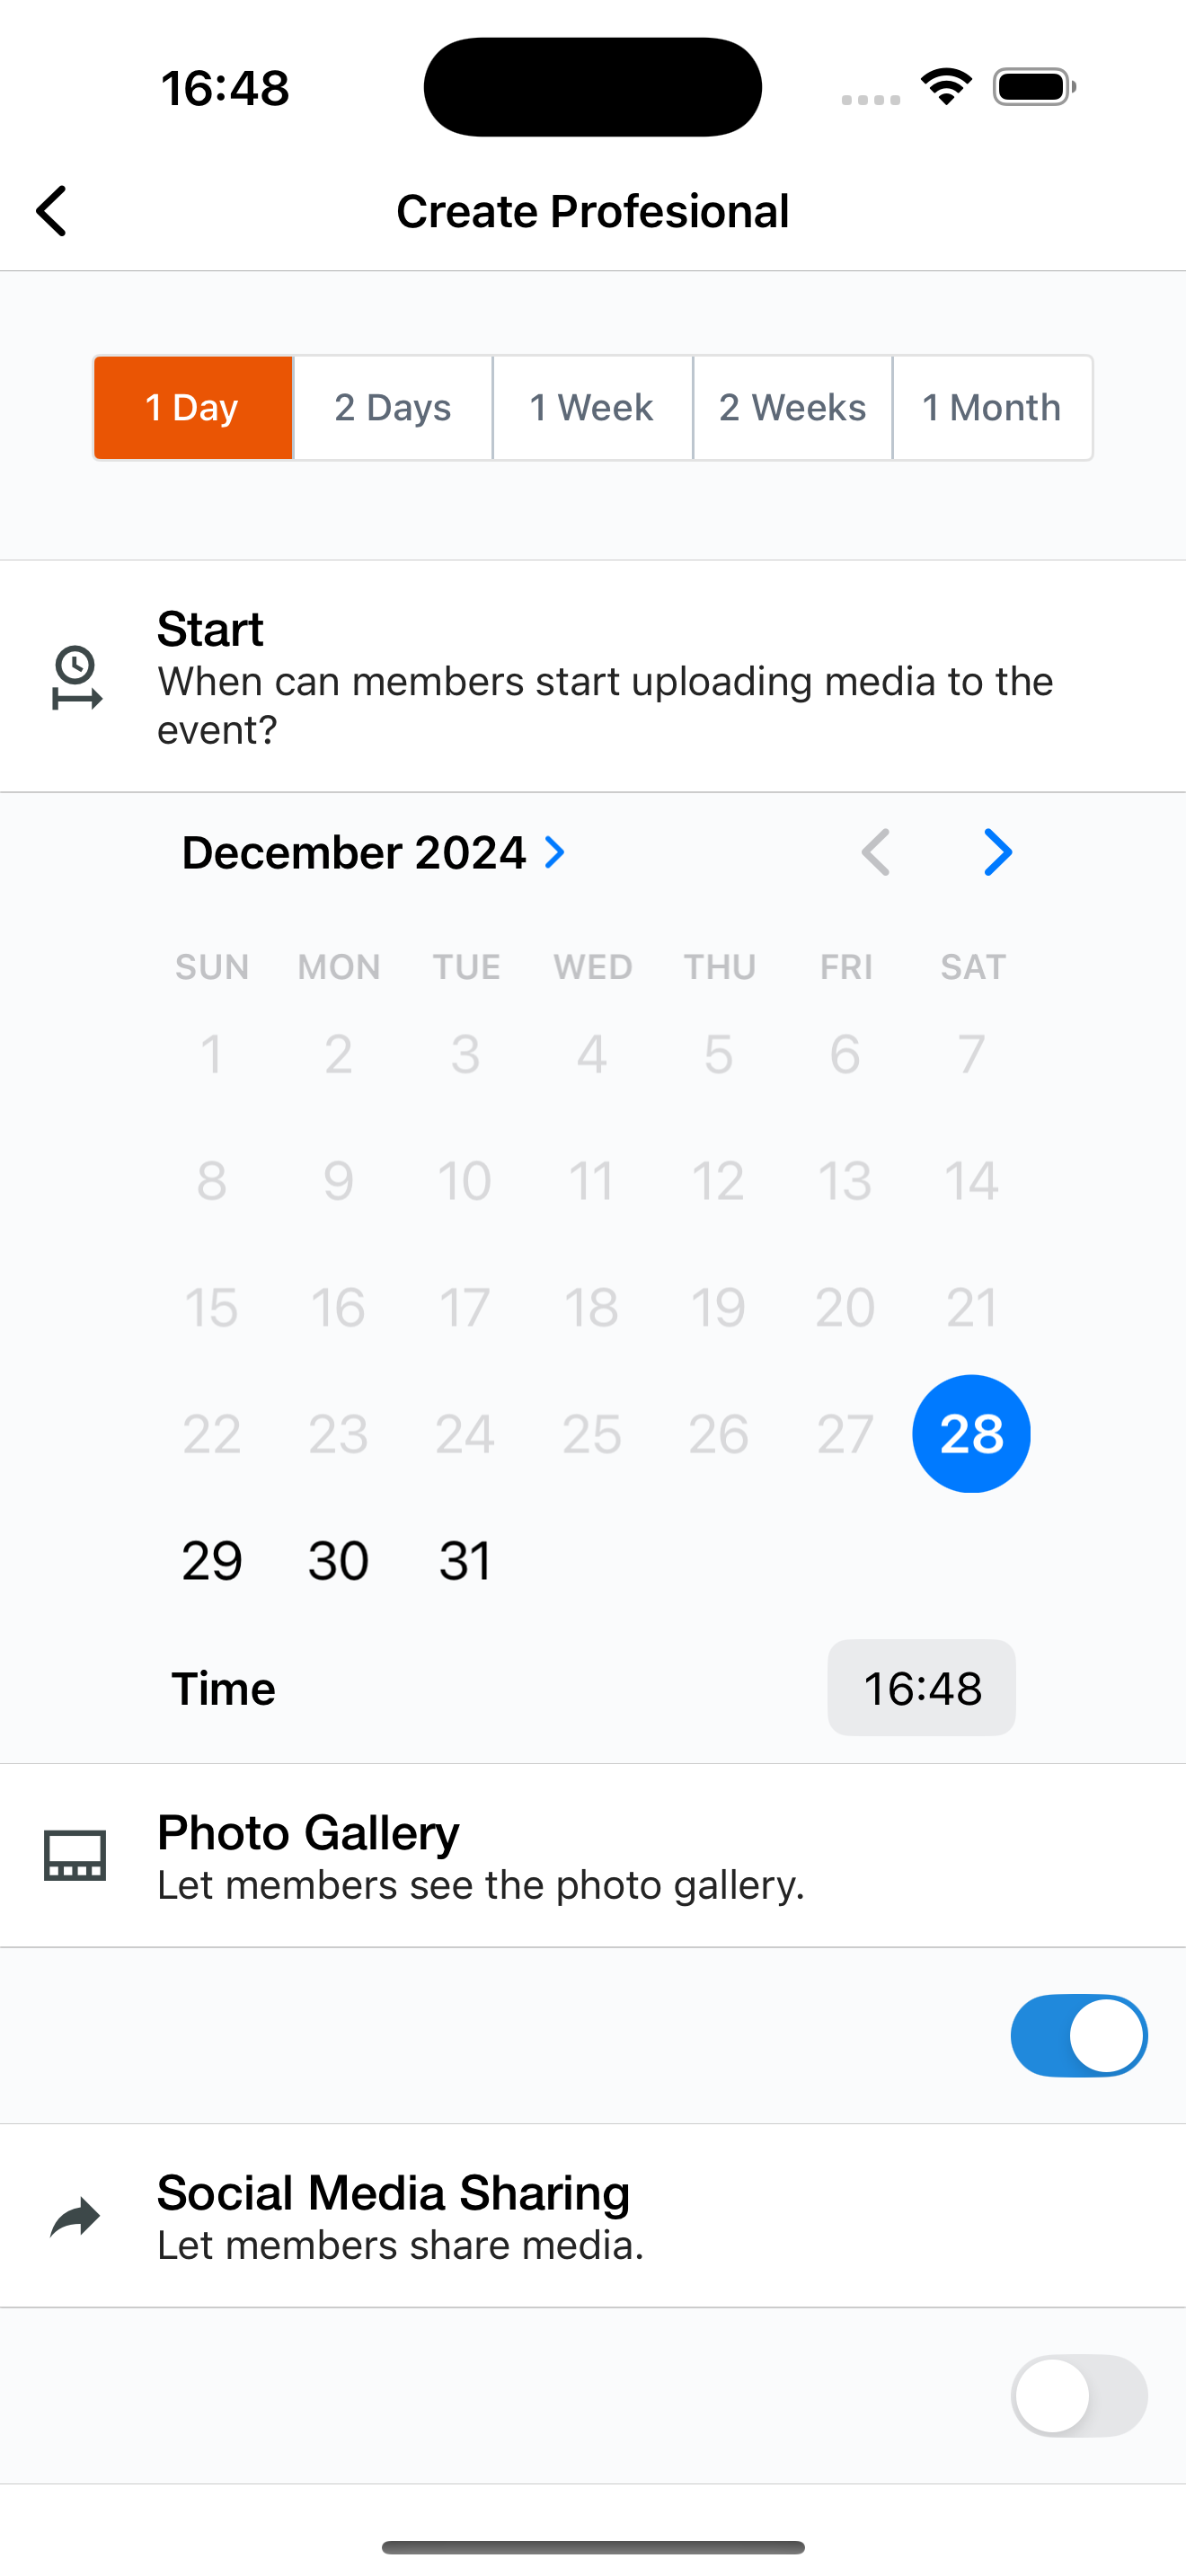 16:48
Create Profesional
1 Day 2 Days 1 Week 2 Weeks 1 Month
Start
When can members start uploading media to the
event?
December 2024
SUN MON TUE WED THU FRI SAT
1 2 3 4 5 6 7
8 9 10 11 12 13 14
15 16 17 18 19 20 21
22 23 24 25 26 27 28
29 30 31
Time 16:48
Photo Gallery
Let members see the photo gallery.
Social Media Sharing
Let members share media.